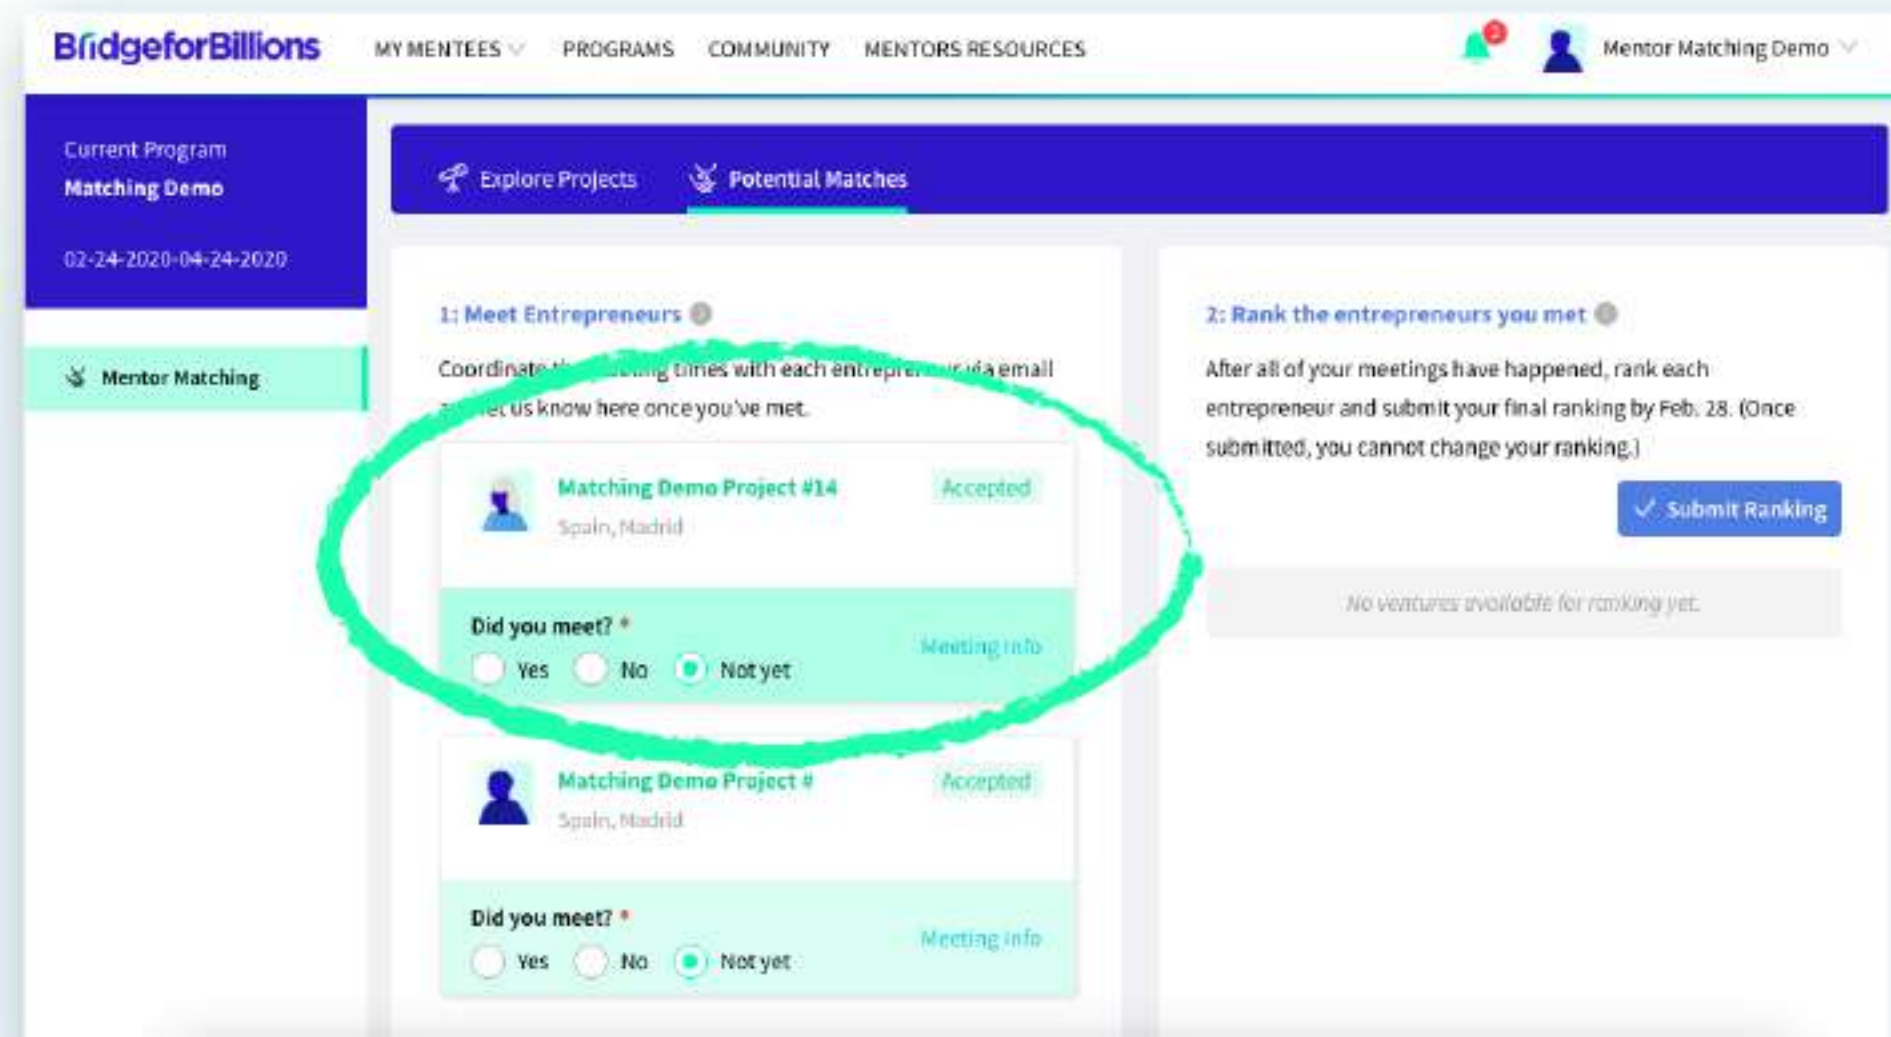 BridgeforBillions
MY MENTEES PROGRAMS COMMUNITY MENTORS RESOURCES
2
Mentor Matching Demo
Current Program
Matching Demo
02-24-2020-04-24-2020
Mentor Matching
Explore Projects Potential Matches
1: Meet Entrepreneurs
Coordinate times with each entrepreneur via email
let us know here once you've met.
Matching Demo Project #14 Accepted
Spain, Madrid
Did you meet? *
Yes No Not yet
Meeting info
Matching Demo Project # Accepted
Spain, Madrid
Did you meet? *
Yes No Not yet
Meeting info
2: Rank the entrepreneurs you met
After all of your meetings have happened, rank each
entrepreneur and submit your final ranking by Feb. 28. (Once
submitted, you cannot change your ranking.)
Submit Ranking
No ventures available for ranking yet.